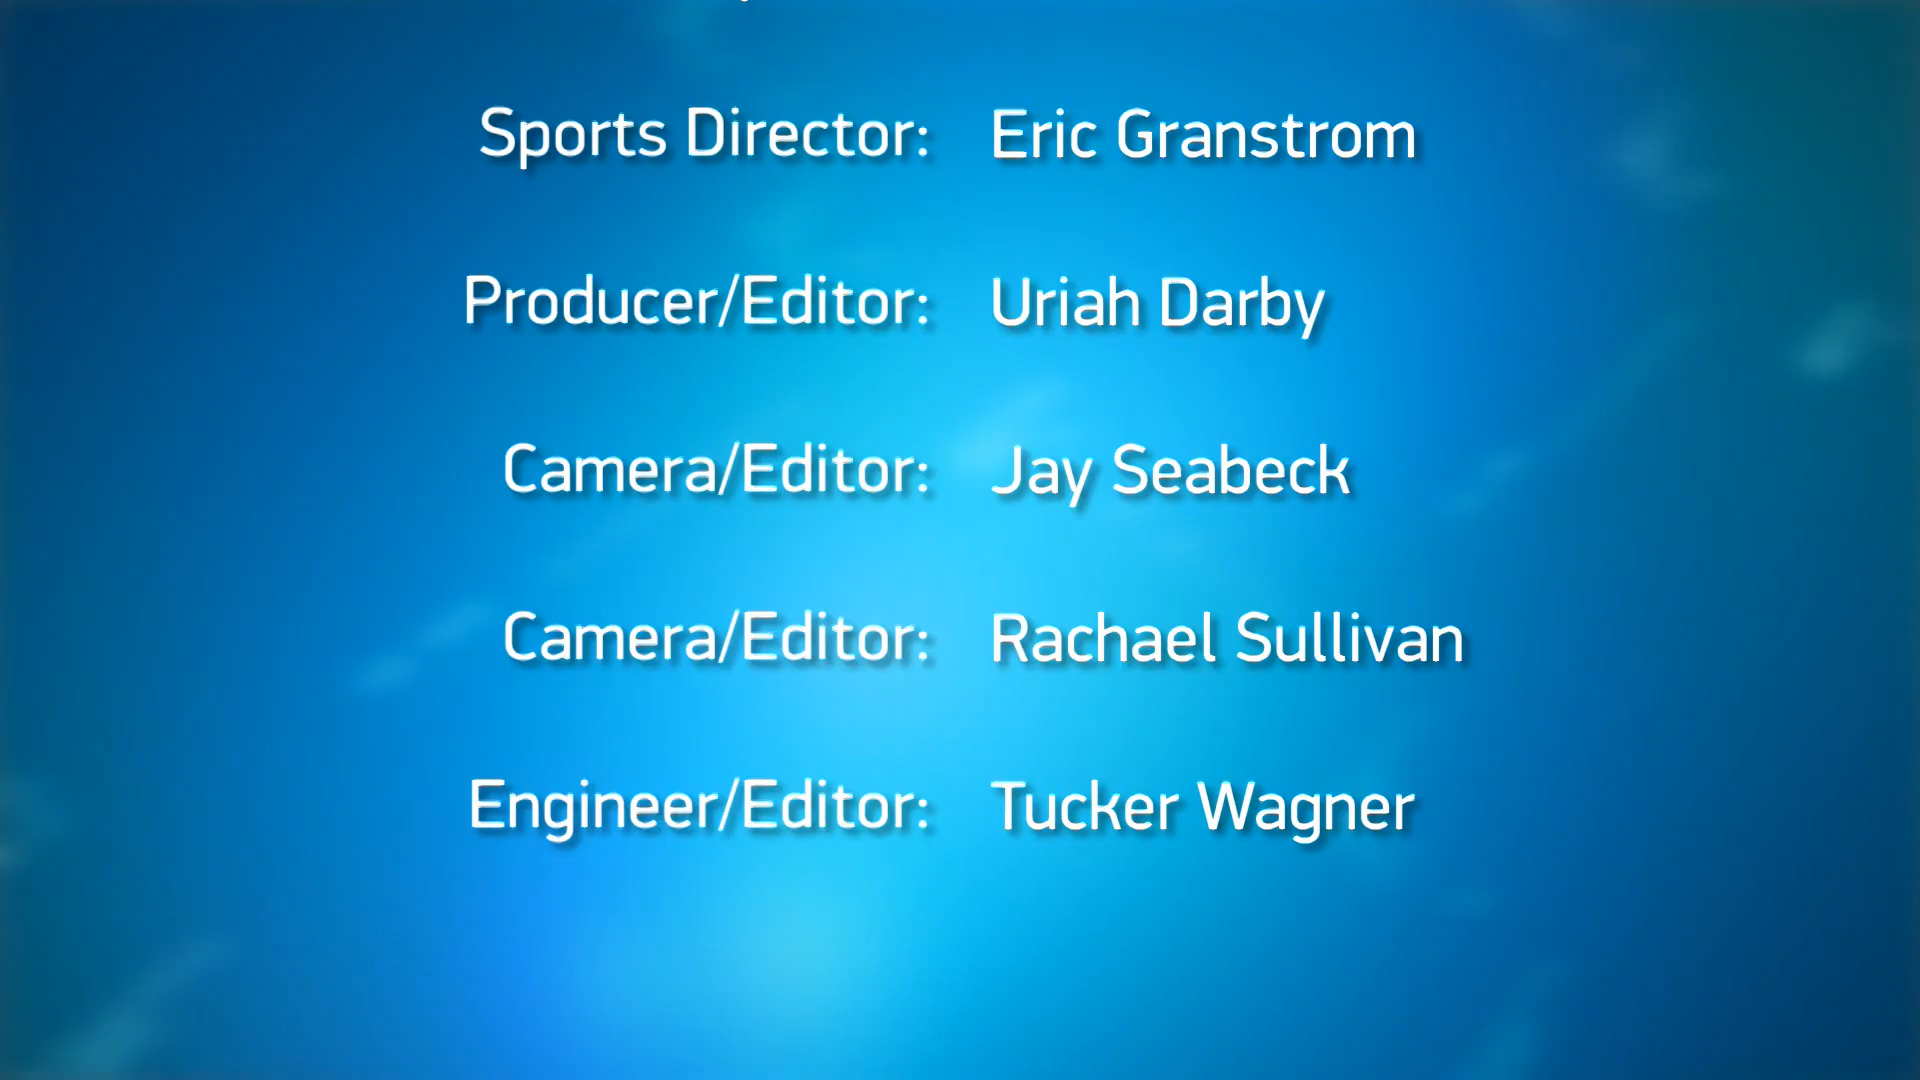 Sports Director: Eric Granstrom
Producer/Editor: Uriah Darby
Camera/Editor: Jay Seabeck
Camera/Editor: Rachael Sullivan
Engineer/Editor: Tucker Wagner